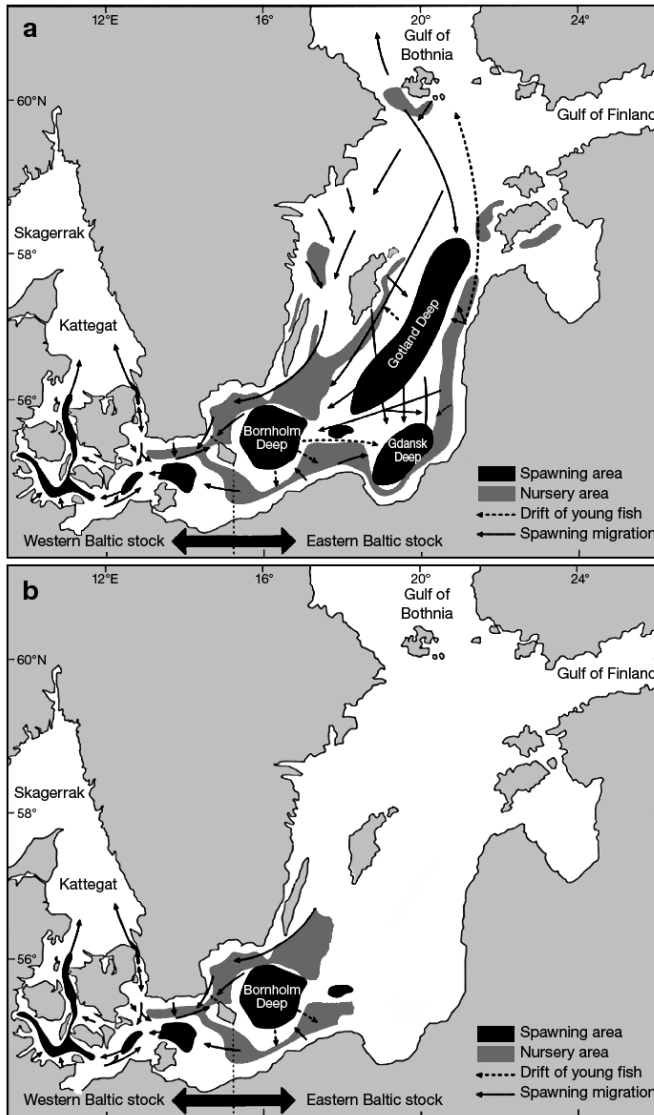 12°E 16° 20° 24°
a
Gulf of
Bothnia
60°N
Gulf of Finland
Skagerrak
58°
Kattegat
Gotland Deep
56°
Bornholm
Deep
Gdansk
Deep
Spawning area
Nursery area
Drift of young fish
Spawning migration
Western Baltic stock
Eastern Baltic stock
12°E 16° 20° 24°
b
Gulf of
Bothnia
60°N
Gulf of Finland
Skagerrak
58°
Kattegat
56°
Bornholm
Deep
Spawning area
Nursery area
Drift of young fish
Spawning migration
Western Baltic stock
Eastern Baltic stock